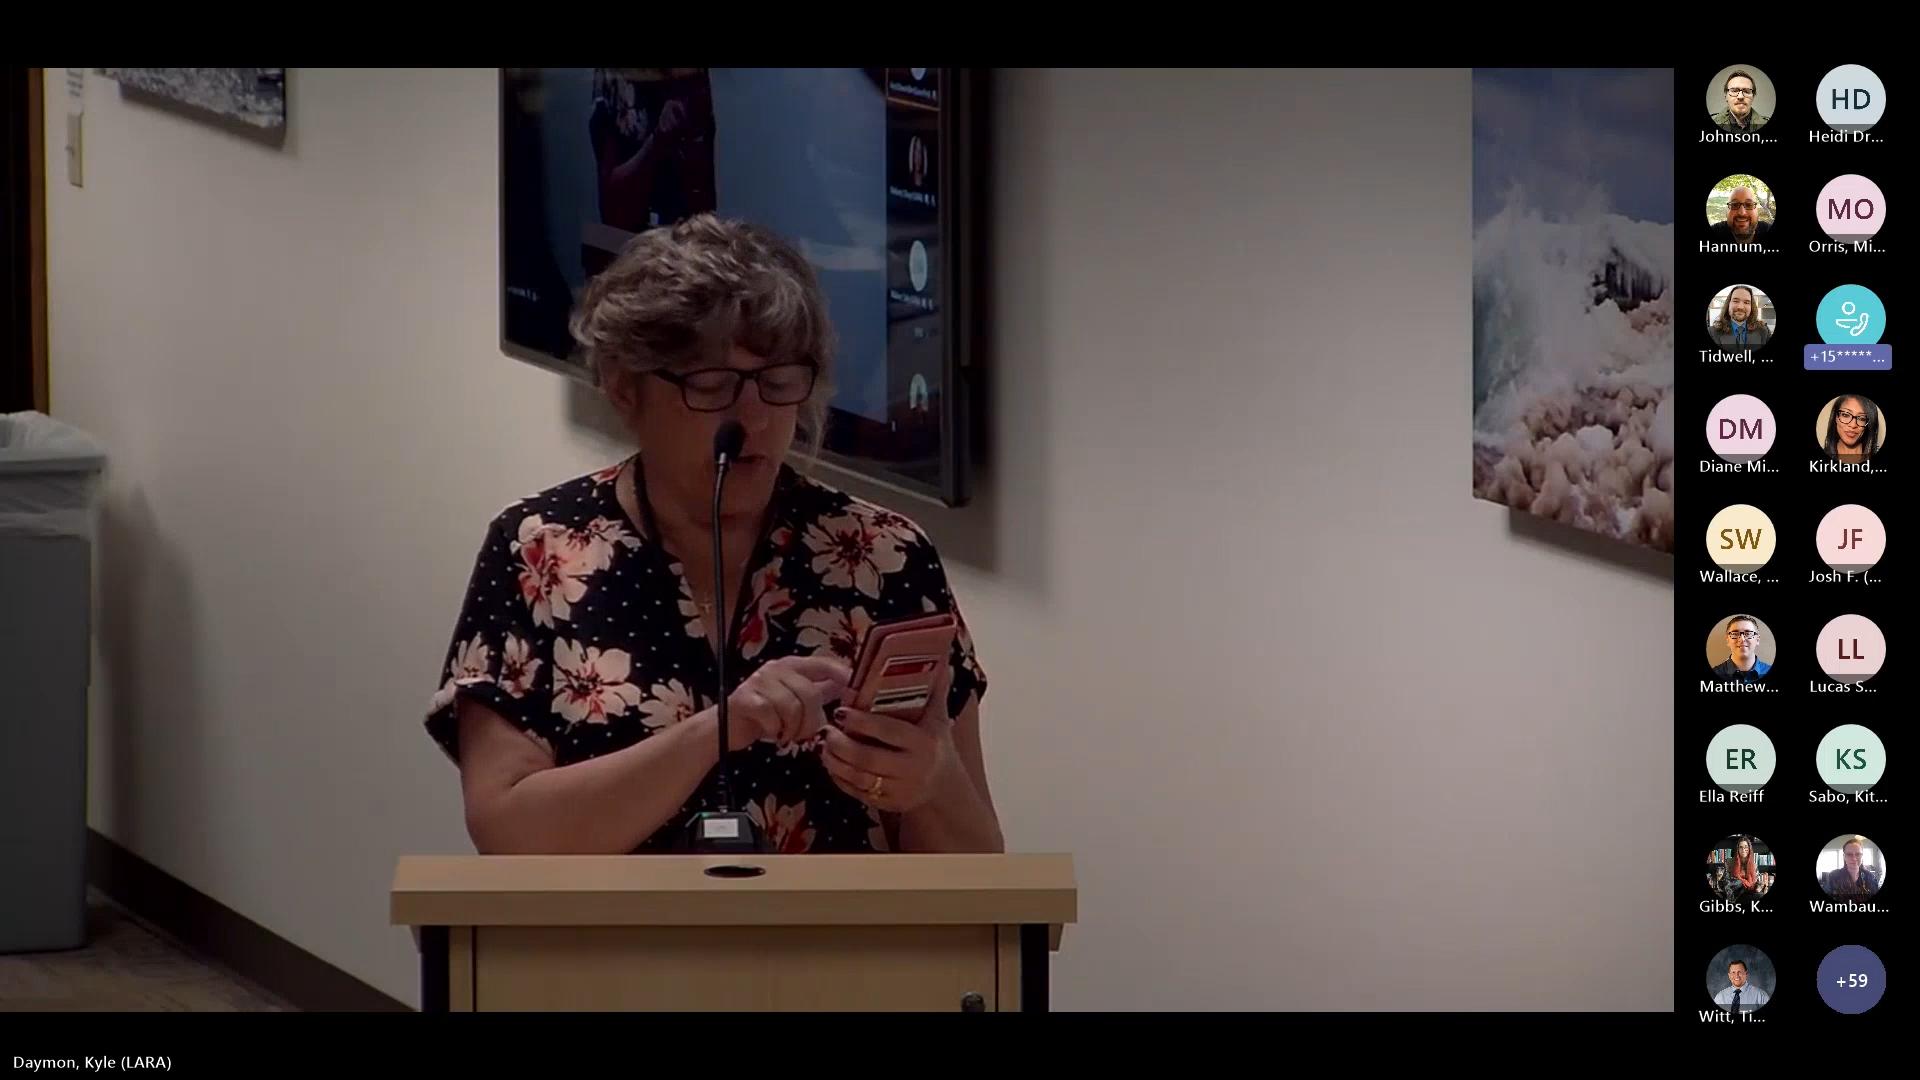 HD
Johnson,...
Heidi Dr...
MO
Hannum,...
Orris, Mi...
Tidwell, ...
+15*****...
DM
Diane Mi...
Kirkland,...
SW
JF
Wallace, ...
Josh F. (...
LL
Matthew...
Lucas S...
ER
KS
Ella Reiff
Sabo, Kit...
Gibbs, K...
Wambau...
+59
Witt, Ti...
Daymon, Kyle (LARA)